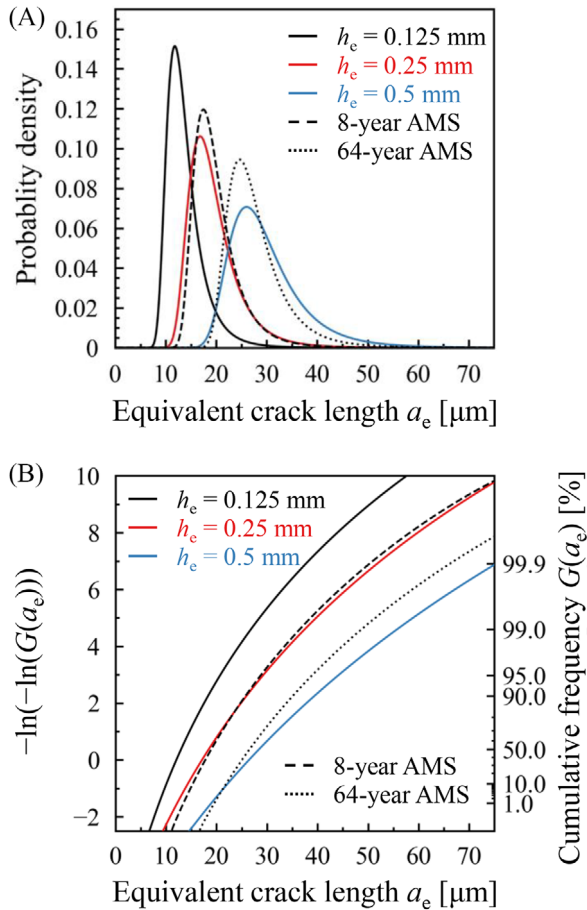 (A)
0.16
0.14
0.12
0.10
0.08
0.06
0.04
0.02
0
Probablity density
hₑ = 0.125 mm
hₑ = 0.25 mm
hₑ = 0.5 mm
8-year AMS
64-year AMS
0 10 20 30 40 50 60 70
Equivalent crack length aₑ [μm]
(B)
10
8
6
4
2
0
−2
−ln(−ln(G(aₑ)))
hₑ = 0.125 mm
hₑ = 0.25 mm
hₑ = 0.5 mm
8-year AMS
64-year AMS
99.9
99.0
95.0
90.0
50.0
10.0
1.0
Cumulative frequency G(aₑ) [%]
0 10 20 30 40 50 60 70
Equivalent crack length aₑ [μm]